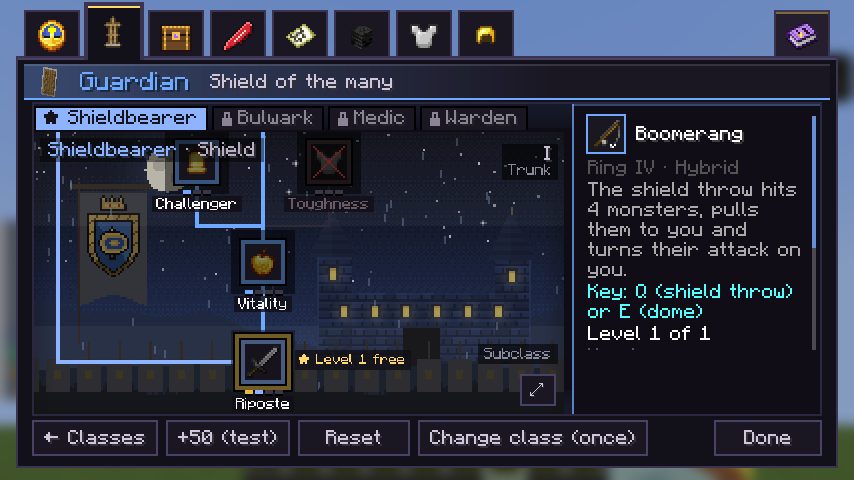 Guardian Shield of the many
Shieldbearer Bulwark Medic Warden
Shieldbearer · Shield
I
Trunk
Challenger
Toughness
Vitality
Level 1 free
Subclass
Riposte
Boomerang
Ring IV · Hybrid
The shield throw hits
4 monsters, pulls
them to you and
turns their attack on
you.
Key: Q (shield throw)
or E (dome)
Level 1 of 1
← Classes +50 (test) Reset Change class (once) Done